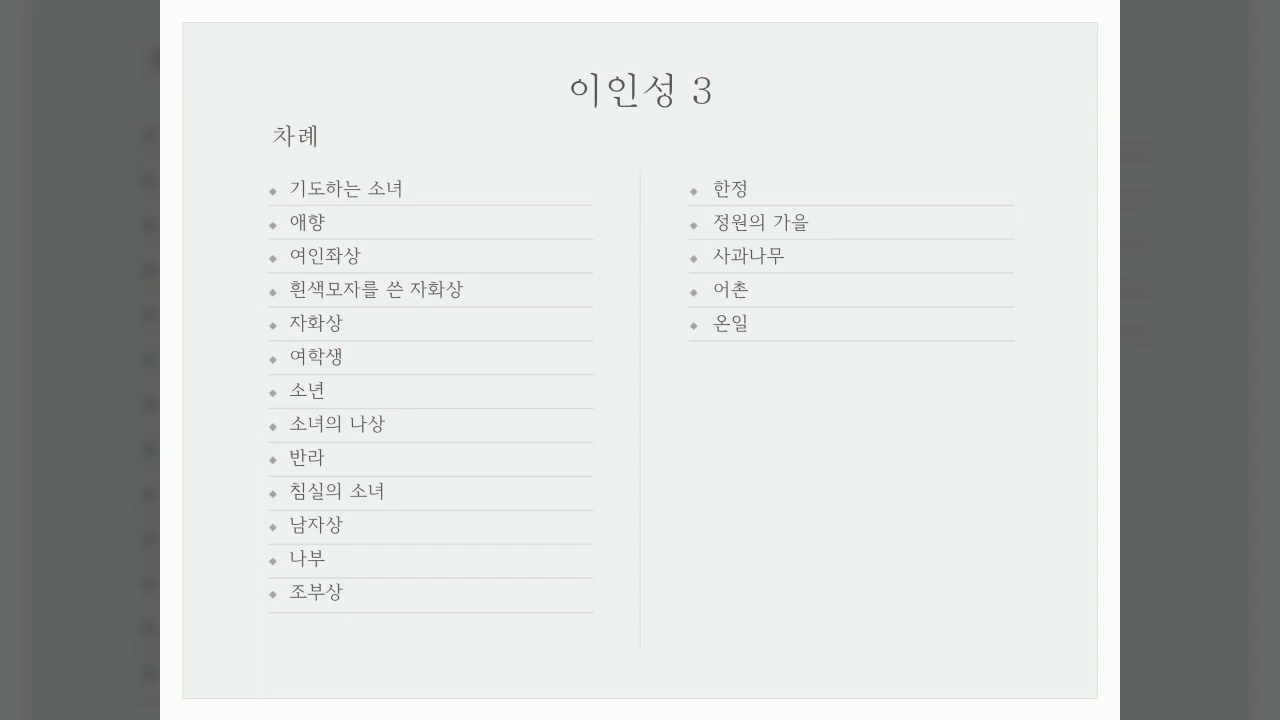 이인성 3
차례
기도하는 소녀
애향
여인좌상
흰색모자를 쓴 자화상
자화상
여학생
소년
소녀의 나상
반라
침실의 소녀
남자상
나부
조부상
한정
정원의 가을
사과나무
어촌
온일